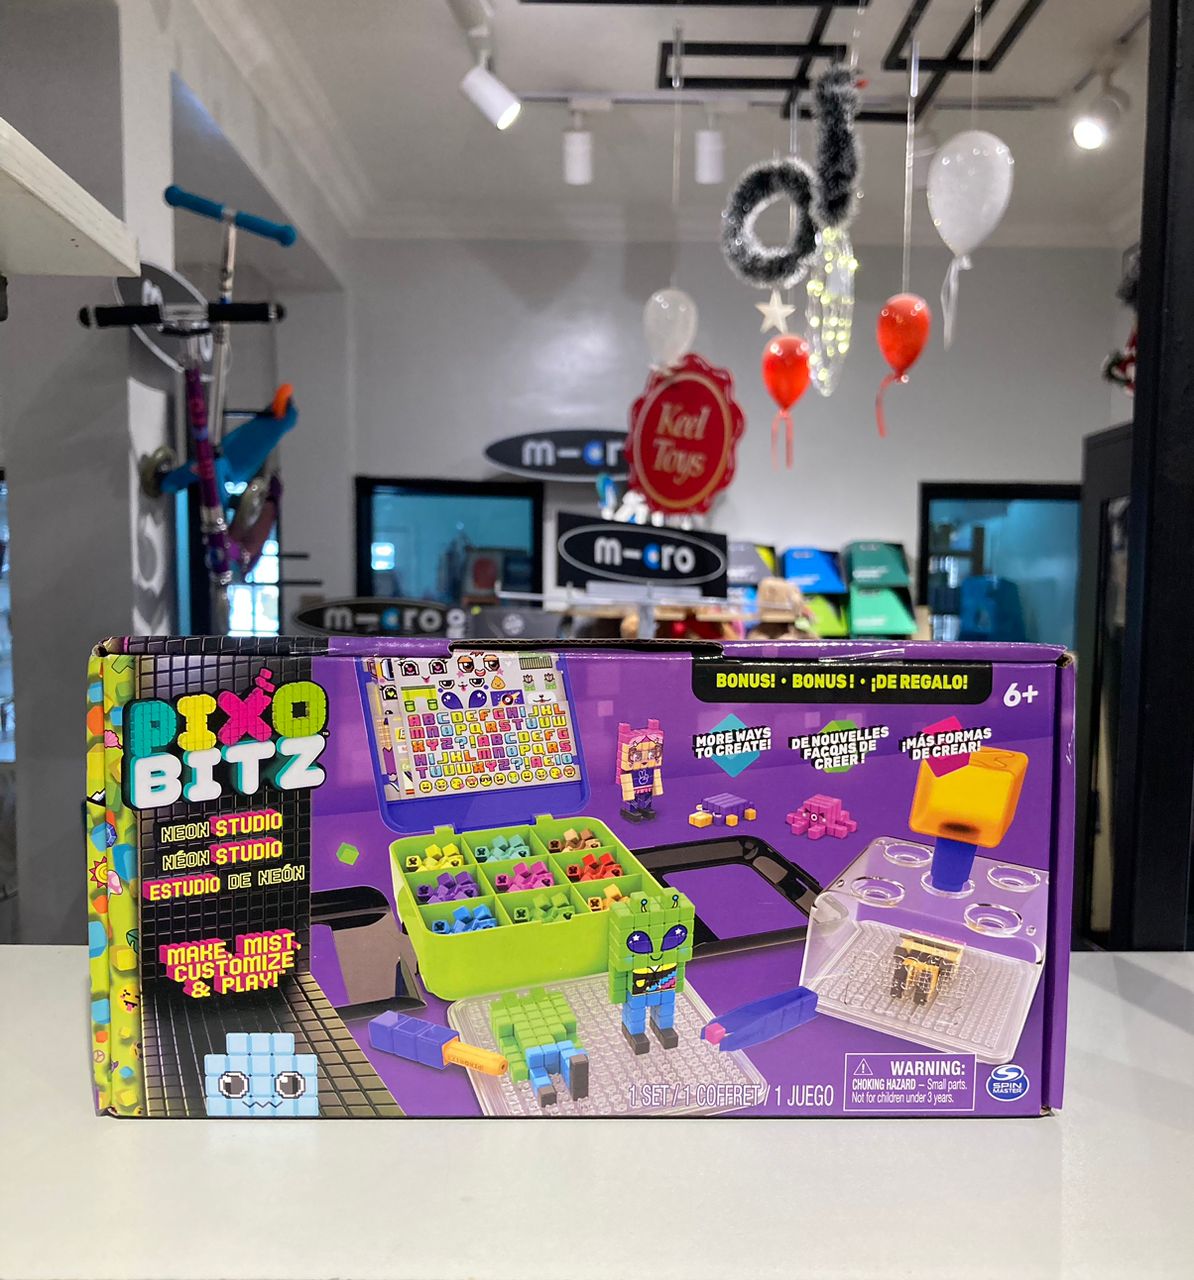 Keel
Toys
m-cr
m-cro
m-cro
BONUS! • BONUS! • ¡DE REGALO!
6+
PIXO
BITZ™
NEON STUDIO
NÉON STUDIO
ESTUDIO DE NEÓN
MAKE, MIST,
CUSTOMIZE
& PLAY!
MORE WAYS
TO CREATE!
DE NOUVELLES
FAÇONS DE
CRÉER !
¡MÁS FORMAS
DE CREAR!
1 SET / 1 COFFRET / 1 JUEGO
WARNING:
CHOKING HAZARD – Small parts.
Not for children under 3 years.
SPIN
MASTER